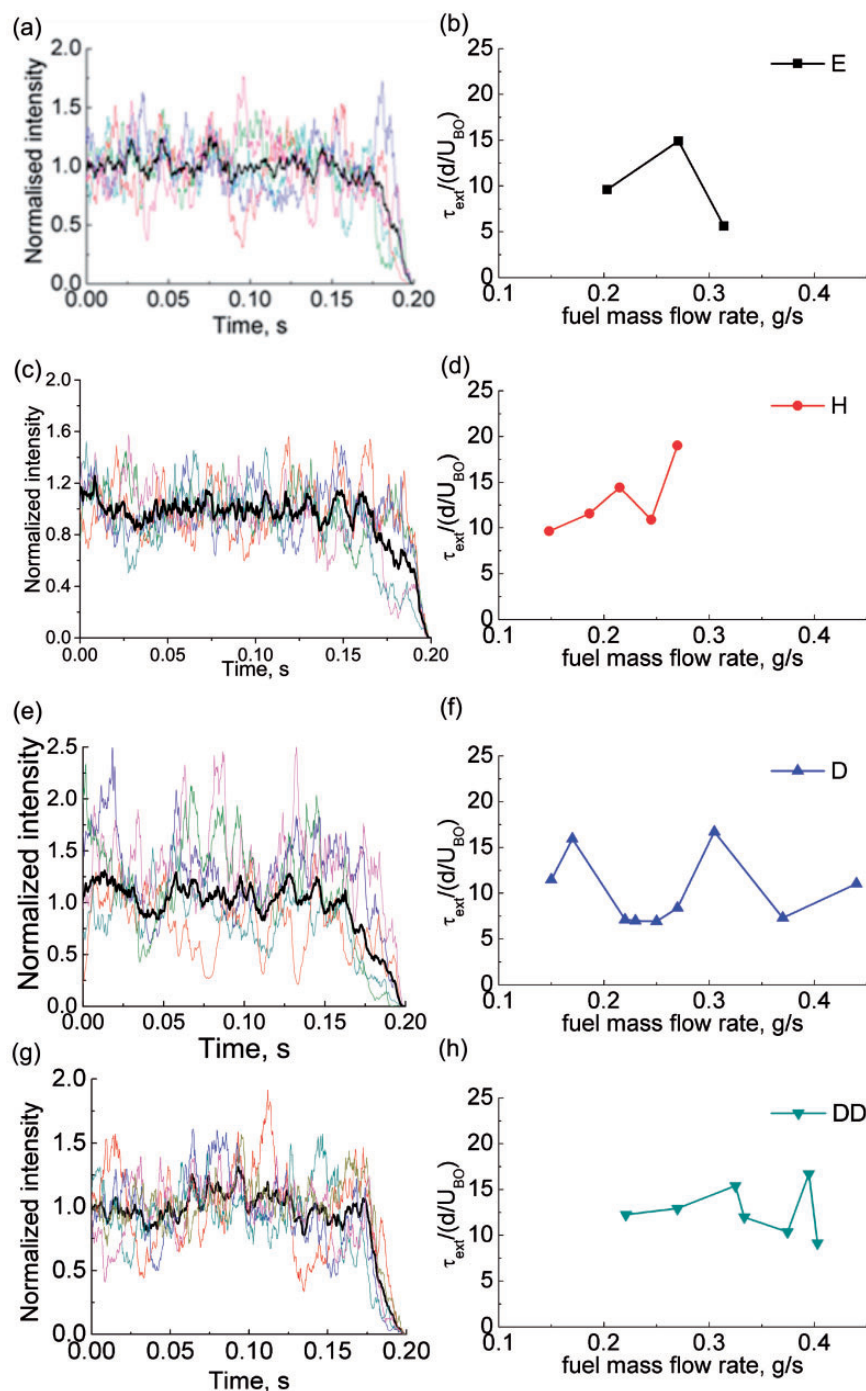 (a)
2.0
1.5
1.0
0.5
0.0
Normalised intensity
0.00 0.05 0.10 0.15 0.20
Time, s
(b)
25
20
15
10
5
0
τext/(d/UBO)
E
0.1 0.2 0.3 0.4
fuel mass flow rate, g/s
(c)
2.0
1.6
1.2
0.8
0.4
0.0
Normalized intensity
0.00 0.05 0.10 0.15 0.20
Time, s
(d)
25
20
15
10
5
0
τext/(d/UBO)
H
0.1 0.2 0.3 0.4
fuel mass flow rate, g/s
(e)
2.5
2.0
1.5
1.0
0.5
0.0
Normalized intensity
0.00 0.05 0.10 0.15 0.20
Time, s
(f)
25
20
15
10
5
0
τext/(d/UBO)
D
0.1 0.2 0.3 0.4
fuel mass flow rate, g/s
(g)
2.0
1.5
1.0
0.5
0.0
Normalized intensity
0.00 0.05 0.10 0.15 0.20
Time, s
(h)
25
20
15
10
5
0
τext/(d/UBO)
DD
0.1 0.2 0.3 0.4
fuel mass flow rate, g/s